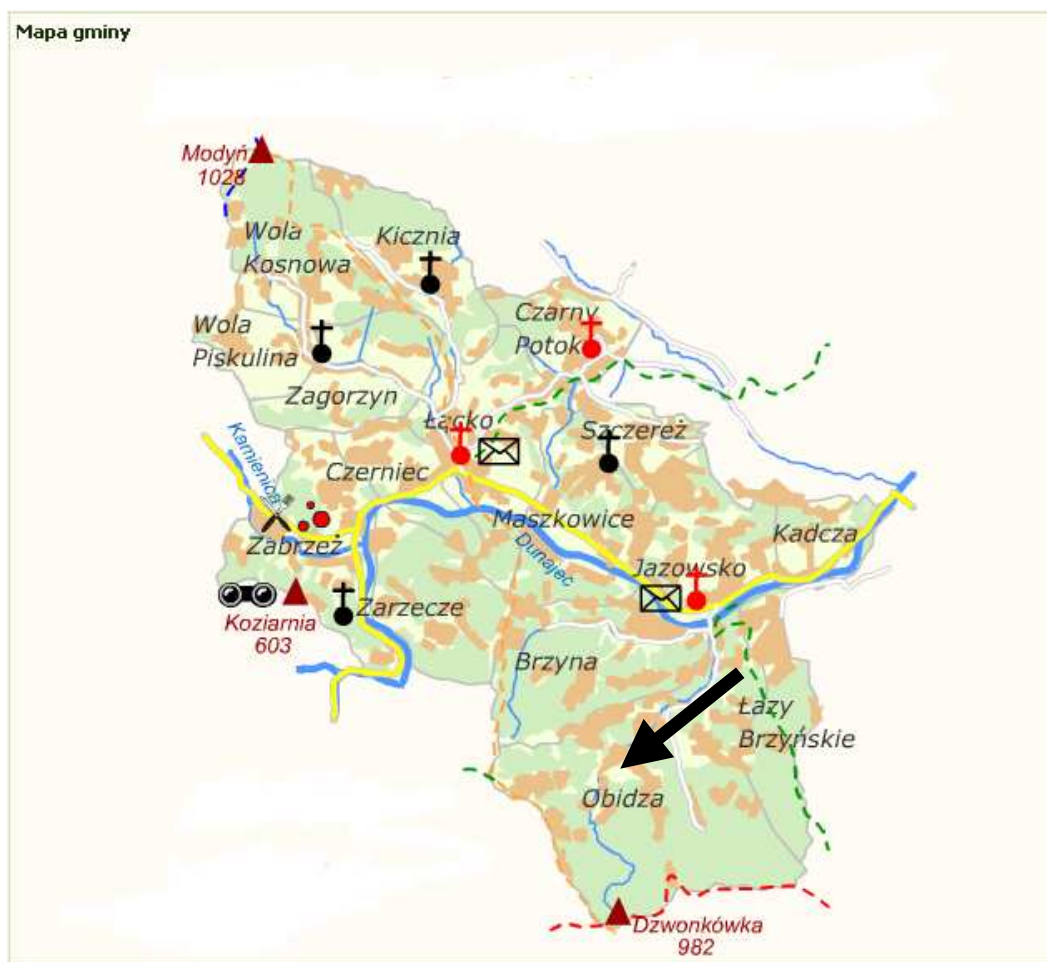 Mapa gminy
Modyń
1028
Wola
Kosnowa
Kicznia
Czarny
Potok
Wola
Piskulina
Zagorzyn
Łącko
Szczereż
Kamienica
Czerniec
Maszkowice
Kadcza
Zabrzeż
Dunajec
Jazowsko
Zarzecze
Koziarnia
603
Brzyna
Łazy
Brzyńskie
Obidza
Dzwonkówka
982